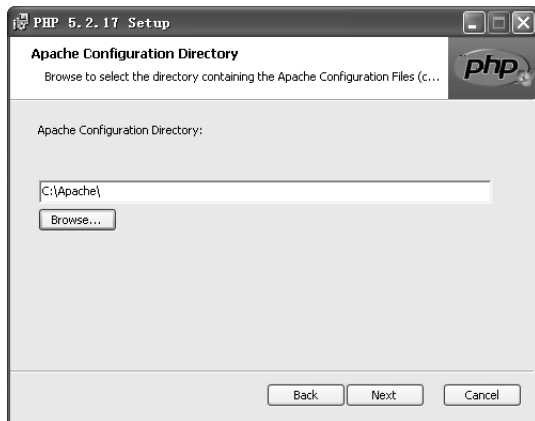 PHP 5.2.17 Setup
Apache Configuration Directory
Browse to select the directory containing the Apache Configuration Files (c...
php
Apache Configuration Directory:
C:\Apache\
Browse...
Back Next Cancel